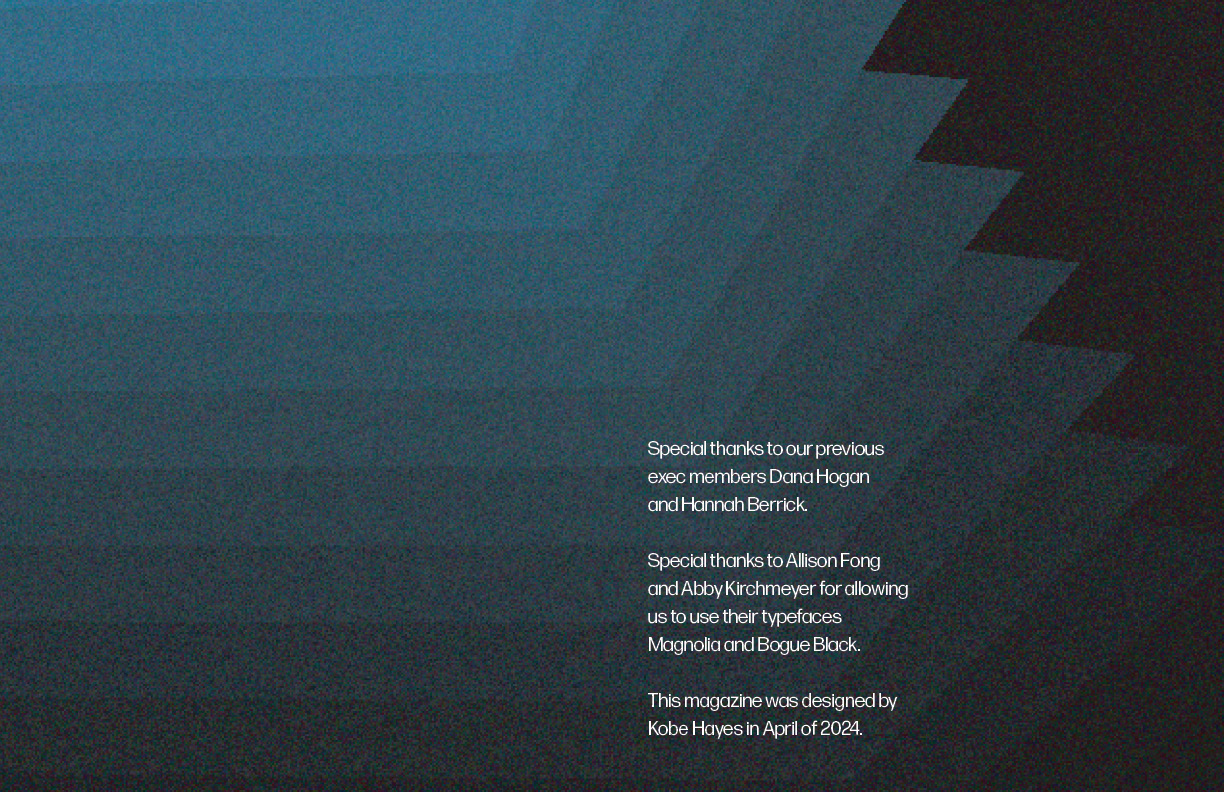 Special thanks to our previous
exec members Dana Hogan
and Hannah Berrick.
Special thanks to Allison Fong
and Abby Kirchmeyer for allowing
us to use their typefaces
Magnolia and Bogue Black.
This magazine was designed by
Kobe Hayes in April of 2024.